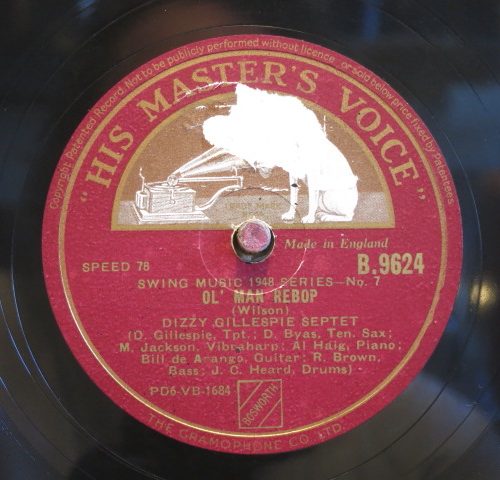 Copyright Patented Record. Not to be publicly performed without licence, or sold below price fixed by Patentees.
"HIS MASTER'S VOICE"
TRADE MARK
Made in England
SPEED 78
B.9624
SWING MUSIC 1948 SERIES—No. 7
OL' MAN REBOP
(Wilson)
DIZZY GILLESPIE SEPTET
(D. Gillespie, Tpt.; D. Byas, Ten. Sax;
M. Jackson, Vibraharp; Al Haig, Piano;
Bill de Arango, Guitar; R. Brown,
Bass; J. C. Heard, Drums)
PD6-VB-1684
BOSWORTH
THE GRAMOPHONE CO. LTD.